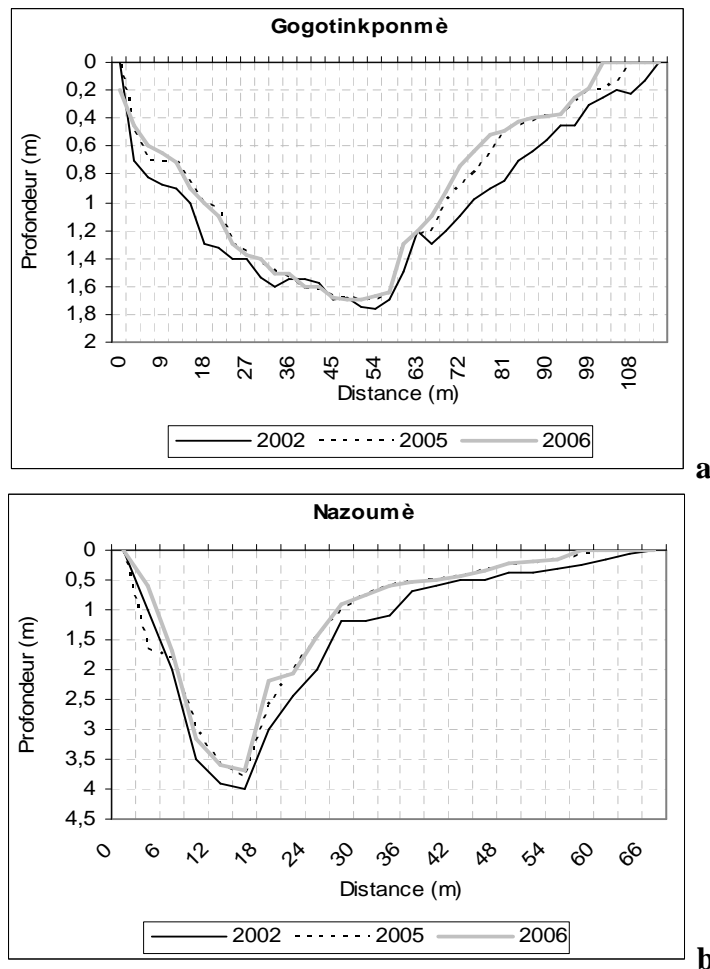 Gogotinkponmè
0
0,2
0,4
0,6
0,8
1
1,2
1,4
1,6
1,8
2
Profondeur (m)
0 9 18 27 36 45 54 63 72 81 90 99 108
Distance (m)
2002 2005 2006
a
Nazoumè
0
0,5
1
1,5
2
2,5
3
3,5
4
4,5
Profondeur (m)
0 6 12 18 24 30 36 42 48 54 60 66
Distance (m)
2002 2005 2006
b